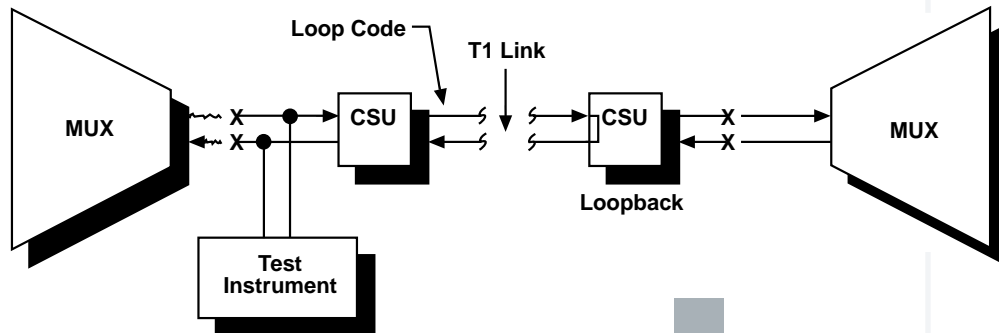 Loop Code
T1 Link
MUX
X
X
CSU
CSU
X
X
MUX
Loopback
Test
Instrument